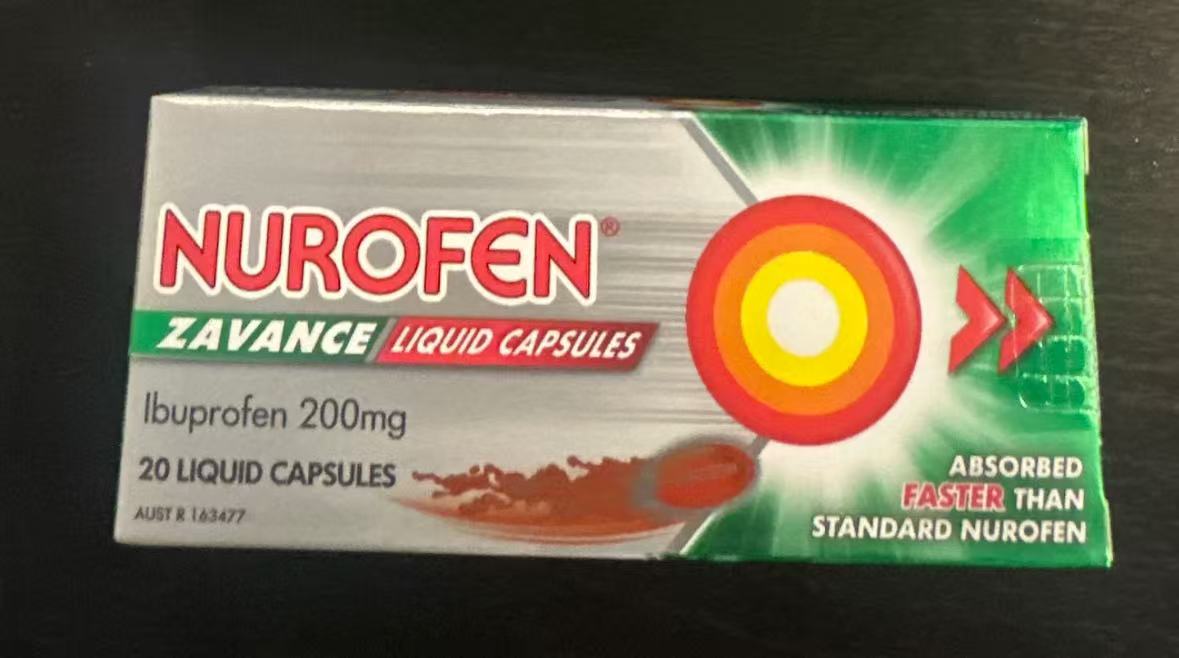 NUROFEN®
ZAVANCE LIQUID CAPSULES
Ibuprofen 200mg
20 LIQUID CAPSULES
AUST R 163477
ABSORBED
FASTER THAN
STANDARD NUROFEN